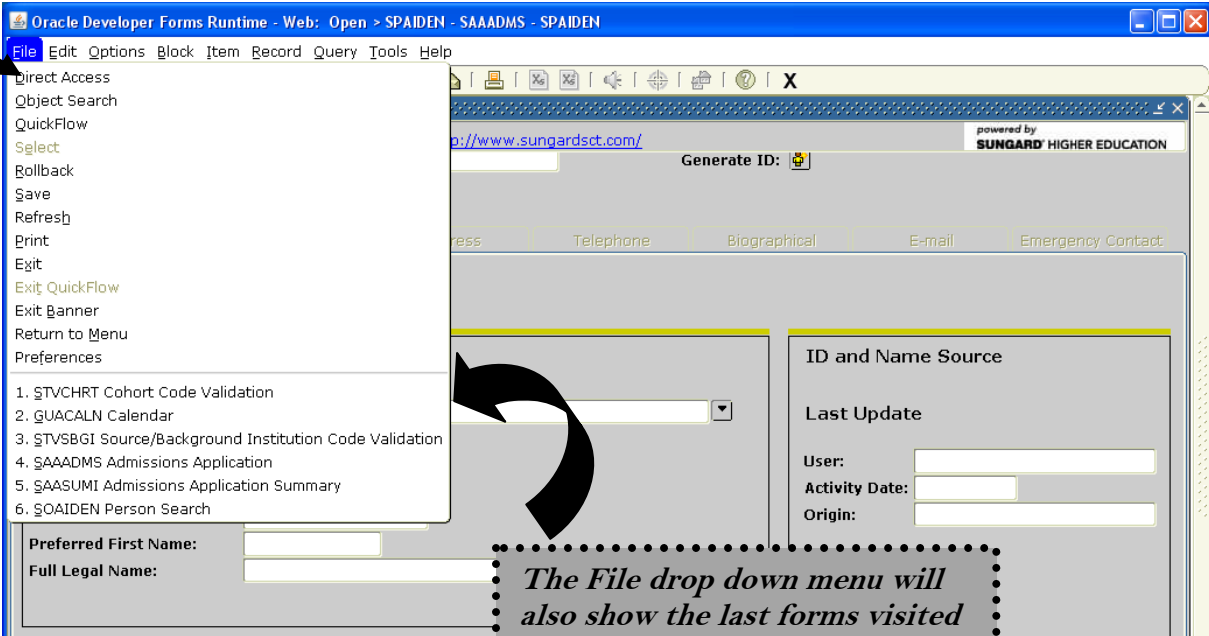 Oracle Developer Forms Runtime - Web: Open > SPAIDEN - SAAADMS - SPAIDEN
File Edit Options Block Item Record Query Tools Help
Direct Access
Object Search
QuickFlow
Select
Rollback
Save
Refresh
Print
Exit
Exit QuickFlow
Exit Banner
Return to Menu
Preferences
1. STVCHRT Cohort Code Validation
2. GUACALN Calendar
3. STVSBGI Source/Background Institution Code Validation
4. SAAADMS Admissions Application
5. SAASUMI Admissions Application Summary
6. SOAIDEN Person Search
X
p://www.sungardsct.com/
powered by
SUNGARD' HIGHER EDUCATION
Generate ID:
ress Telephone Biographical E-mail Emergency Contact
ID and Name Source
Last Update
User:
Activity Date:
Origin:
Preferred First Name:
Full Legal Name:
The File drop down menu will
also show the last forms visited